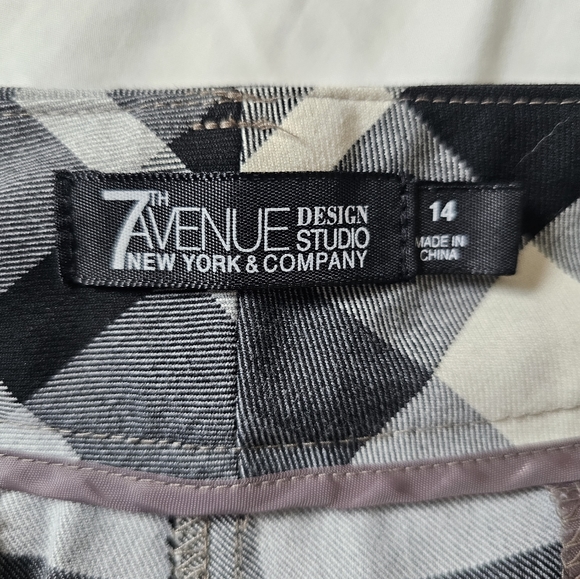 7TH AVENUE DESIGN STUDIO
NEW YORK & COMPANY
14
MADE IN
CHINA